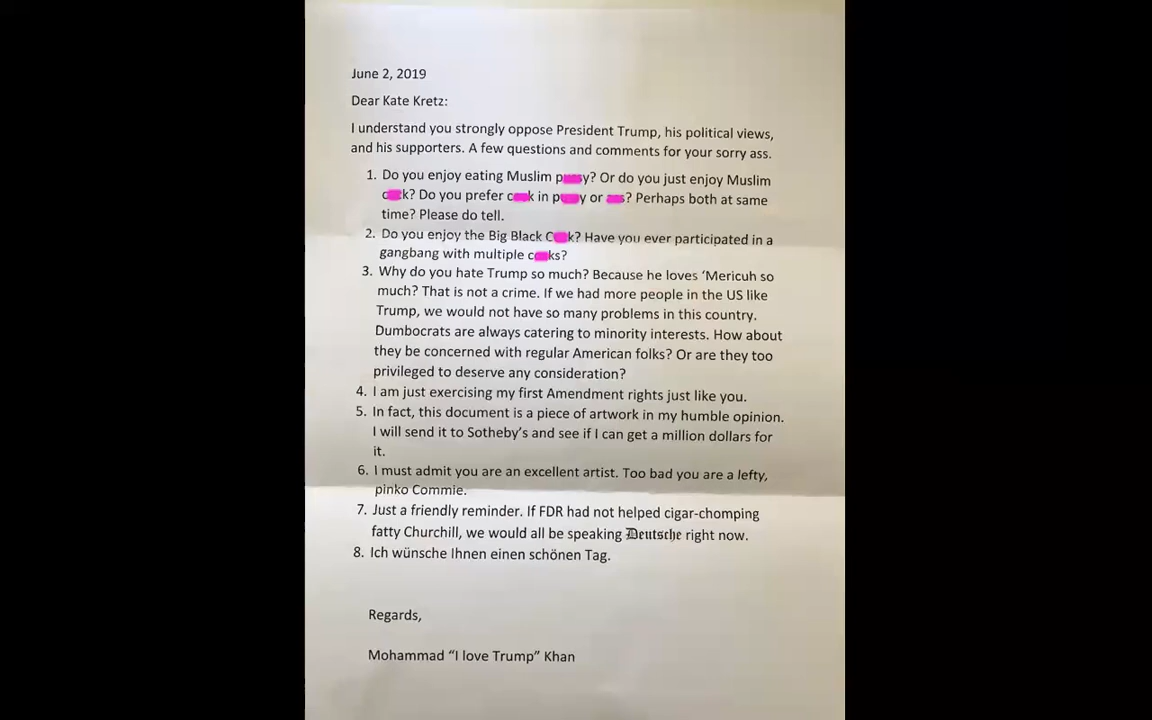 June 2, 2019
Dear Kate Kretz:
I understand you strongly oppose President Trump, his political views,
and his supporters. A few questions and comments for your sorry ass.
1. Do you enjoy eating Muslim p y? Or do you just enjoy Muslim
c k? Do you prefer c k in p y or s? Perhaps both at same
time? Please do tell.
2. Do you enjoy the Big Black C k? Have you ever participated in a
gangbang with multiple c ks?
3. Why do you hate Trump so much? Because he loves ‘Mericuh so
much? That is not a crime. If we had more people in the US like
Trump, we would not have so many problems in this country.
Dumbocrats are always catering to minority interests. How about
they be concerned with regular American folks? Or are they too
privileged to deserve any consideration?
4. I am just exercising my first Amendment rights just like you.
5. In fact, this document is a piece of artwork in my humble opinion.
I will send it to Sotheby’s and see if I can get a million dollars for
it.
6. I must admit you are an excellent artist. Too bad you are a lefty,
pinko Commie.
7. Just a friendly reminder. If FDR had not helped cigar-chomping
fatty Churchill, we would all be speaking Deutsche right now.
8. Ich wünsche Ihnen einen schönen Tag.
Regards,
Mohammad “I love Trump” Khan